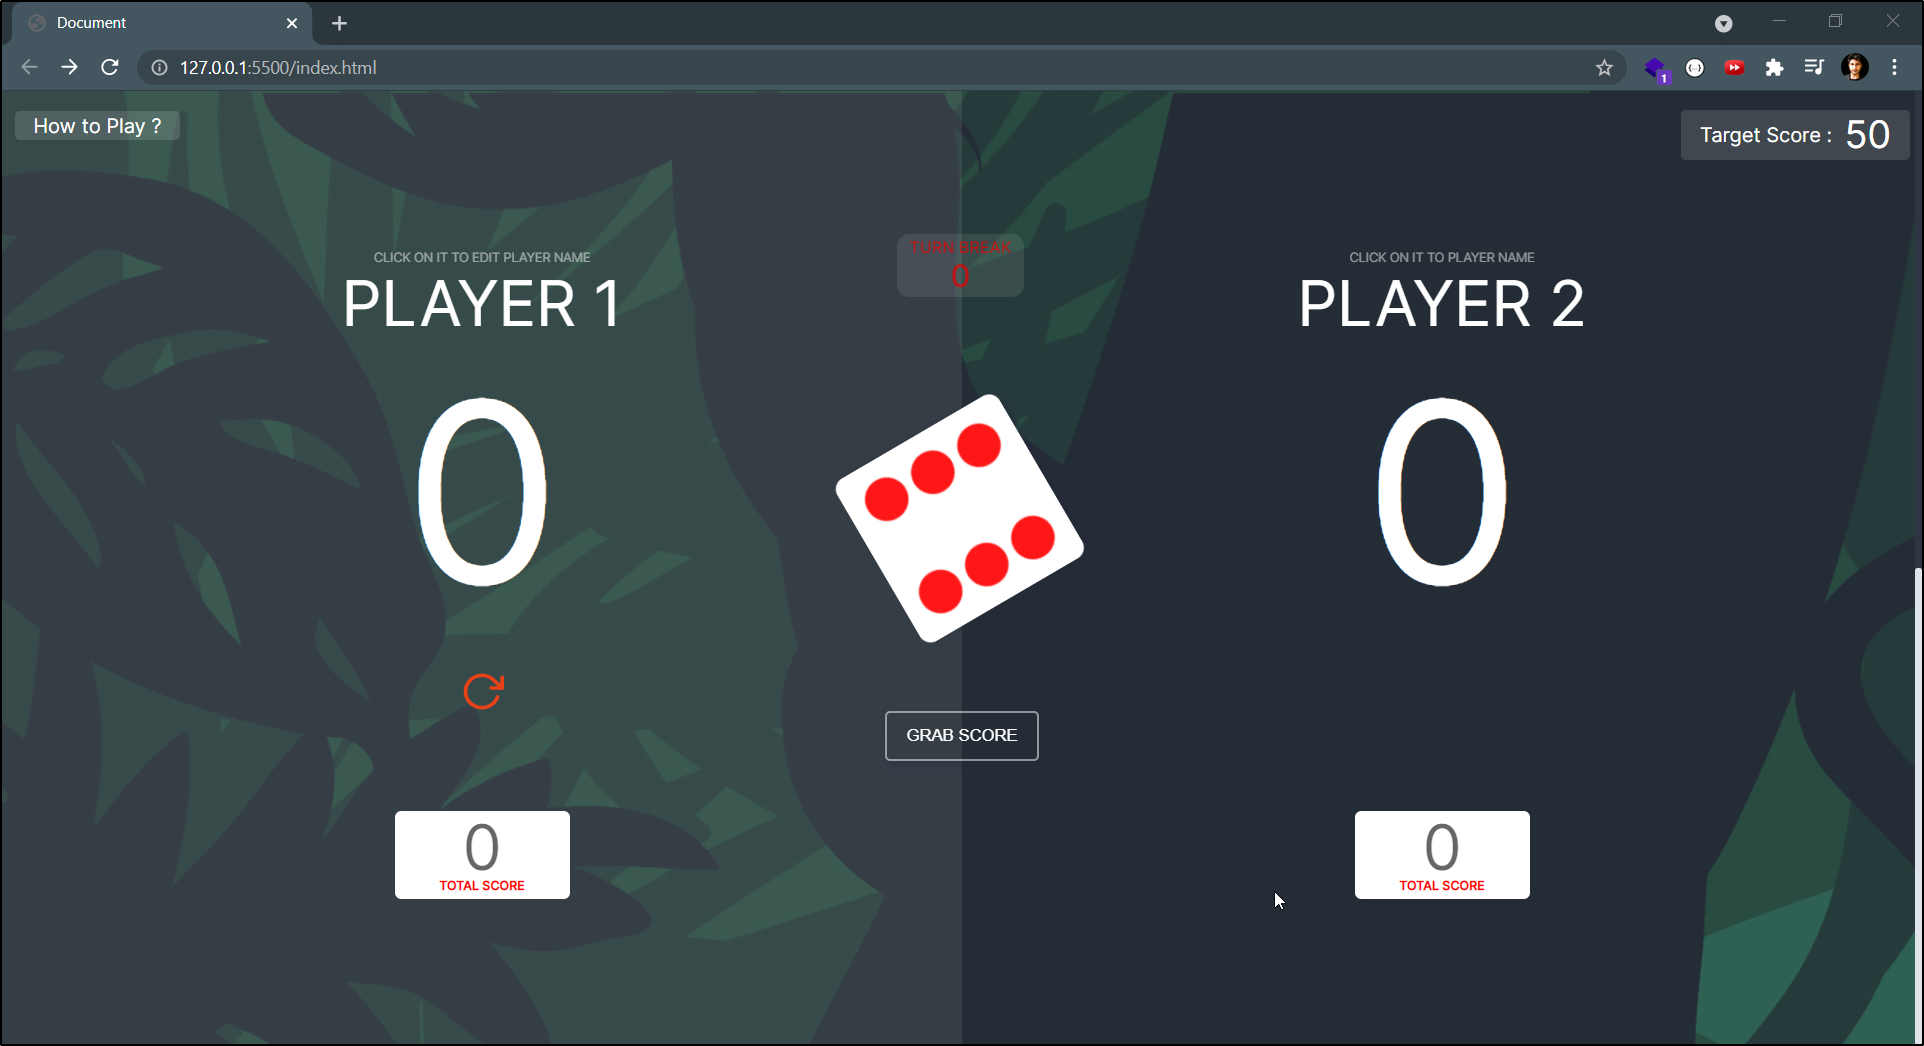 Document
127.0.0.1:5500/index.html
1
How to Play ?
Target Score : 50
TURN BREAK
0
CLICK ON IT TO EDIT PLAYER NAME
PLAYER 1
0
CLICK ON IT TO PLAYER NAME
PLAYER 2
0
GRAB SCORE
0
TOTAL SCORE
0
TOTAL SCORE